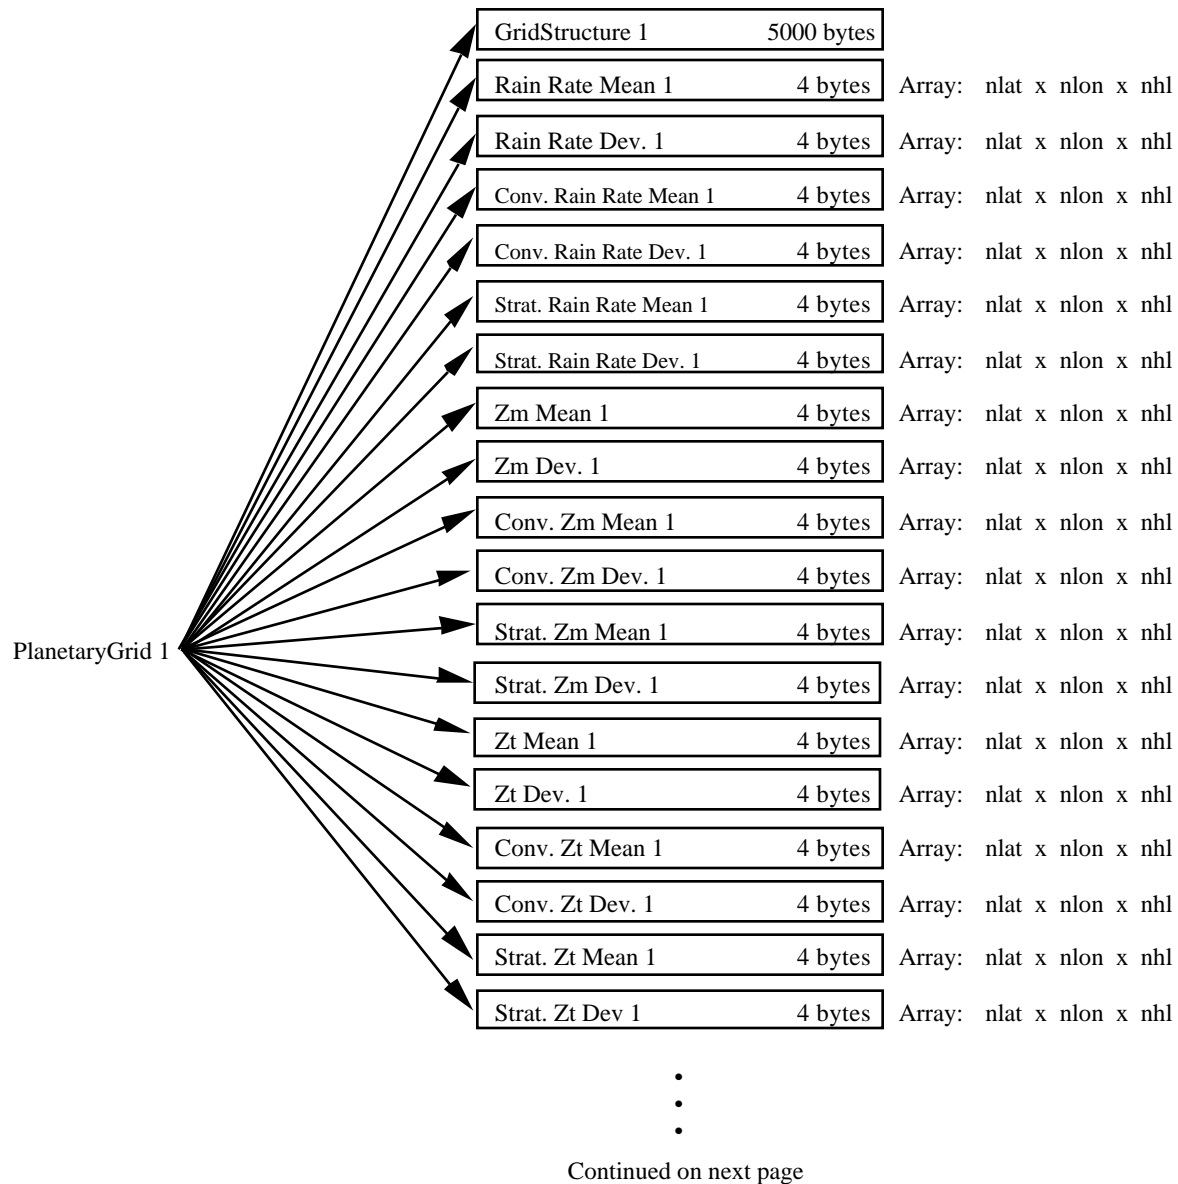 GridStructure 1 5000 bytes
Rain Rate Mean 1 4 bytes Array: nlat x nlon x nhl
Rain Rate Dev. 1 4 bytes Array: nlat x nlon x nhl
Conv. Rain Rate Mean 1 4 bytes Array: nlat x nlon x nhl
Conv. Rain Rate Dev. 1 4 bytes Array: nlat x nlon x nhl
Strat. Rain Rate Mean 1 4 bytes Array: nlat x nlon x nhl
Strat. Rain Rate Dev. 1 4 bytes Array: nlat x nlon x nhl
Zm Mean 1 4 bytes Array: nlat x nlon x nhl
Zm Dev. 1 4 bytes Array: nlat x nlon x nhl
Conv. Zm Mean 1 4 bytes Array: nlat x nlon x nhl
Conv. Zm Dev. 1 4 bytes Array: nlat x nlon x nhl
Strat. Zm Mean 1 4 bytes Array: nlat x nlon x nhl
PlanetaryGrid 1
Strat. Zm Dev. 1 4 bytes Array: nlat x nlon x nhl
Zt Mean 1 4 bytes Array: nlat x nlon x nhl
Zt Dev. 1 4 bytes Array: nlat x nlon x nhl
Conv. Zt Mean 1 4 bytes Array: nlat x nlon x nhl
Conv. Zt Dev. 1 4 bytes Array: nlat x nlon x nhl
Strat. Zt Mean 1 4 bytes Array: nlat x nlon x nhl
Strat. Zt Dev 1 4 bytes Array: nlat x nlon x nhl
Continued on next page